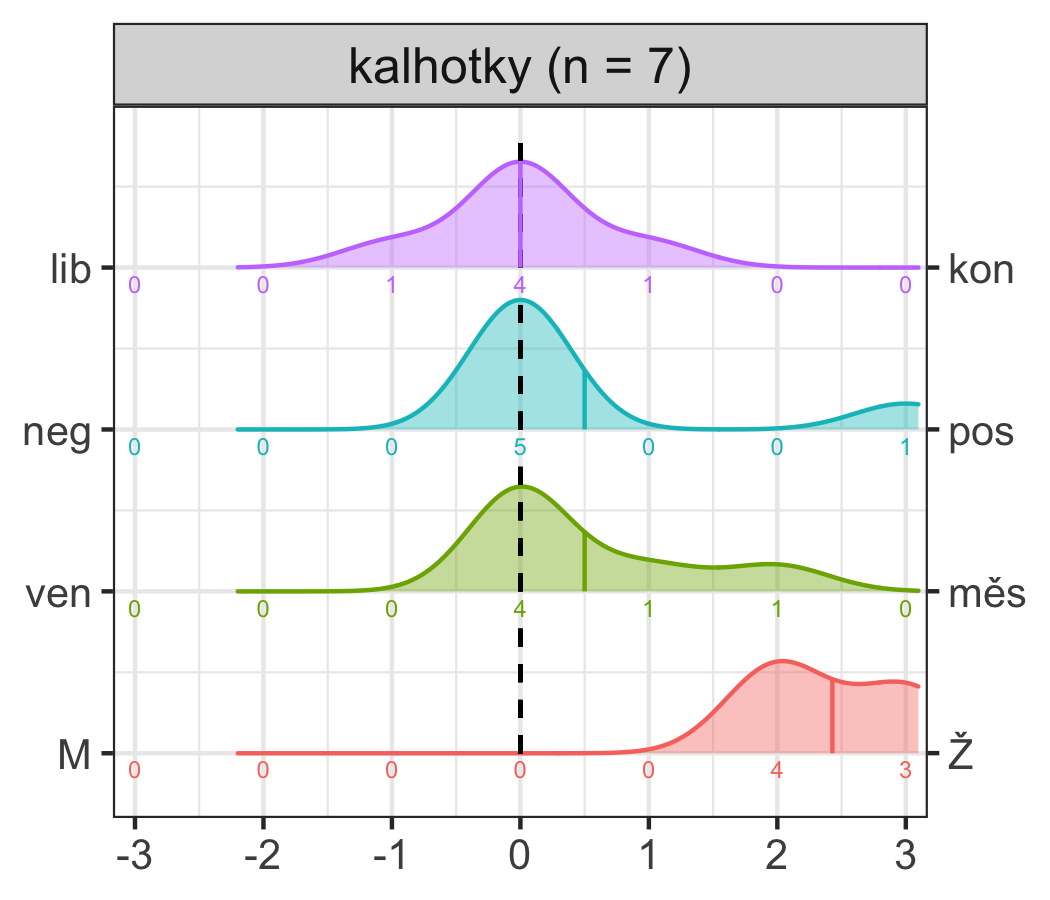 kalhotky (n = 7)
lib kon
0 0 1 4 1 0 0
neg pos
0 0 0 5 0 0 1
ven měs
0 0 0 4 1 1 0
M Ž
0 0 0 0 0 4 3
-3 -2 -1 0 1 2 3